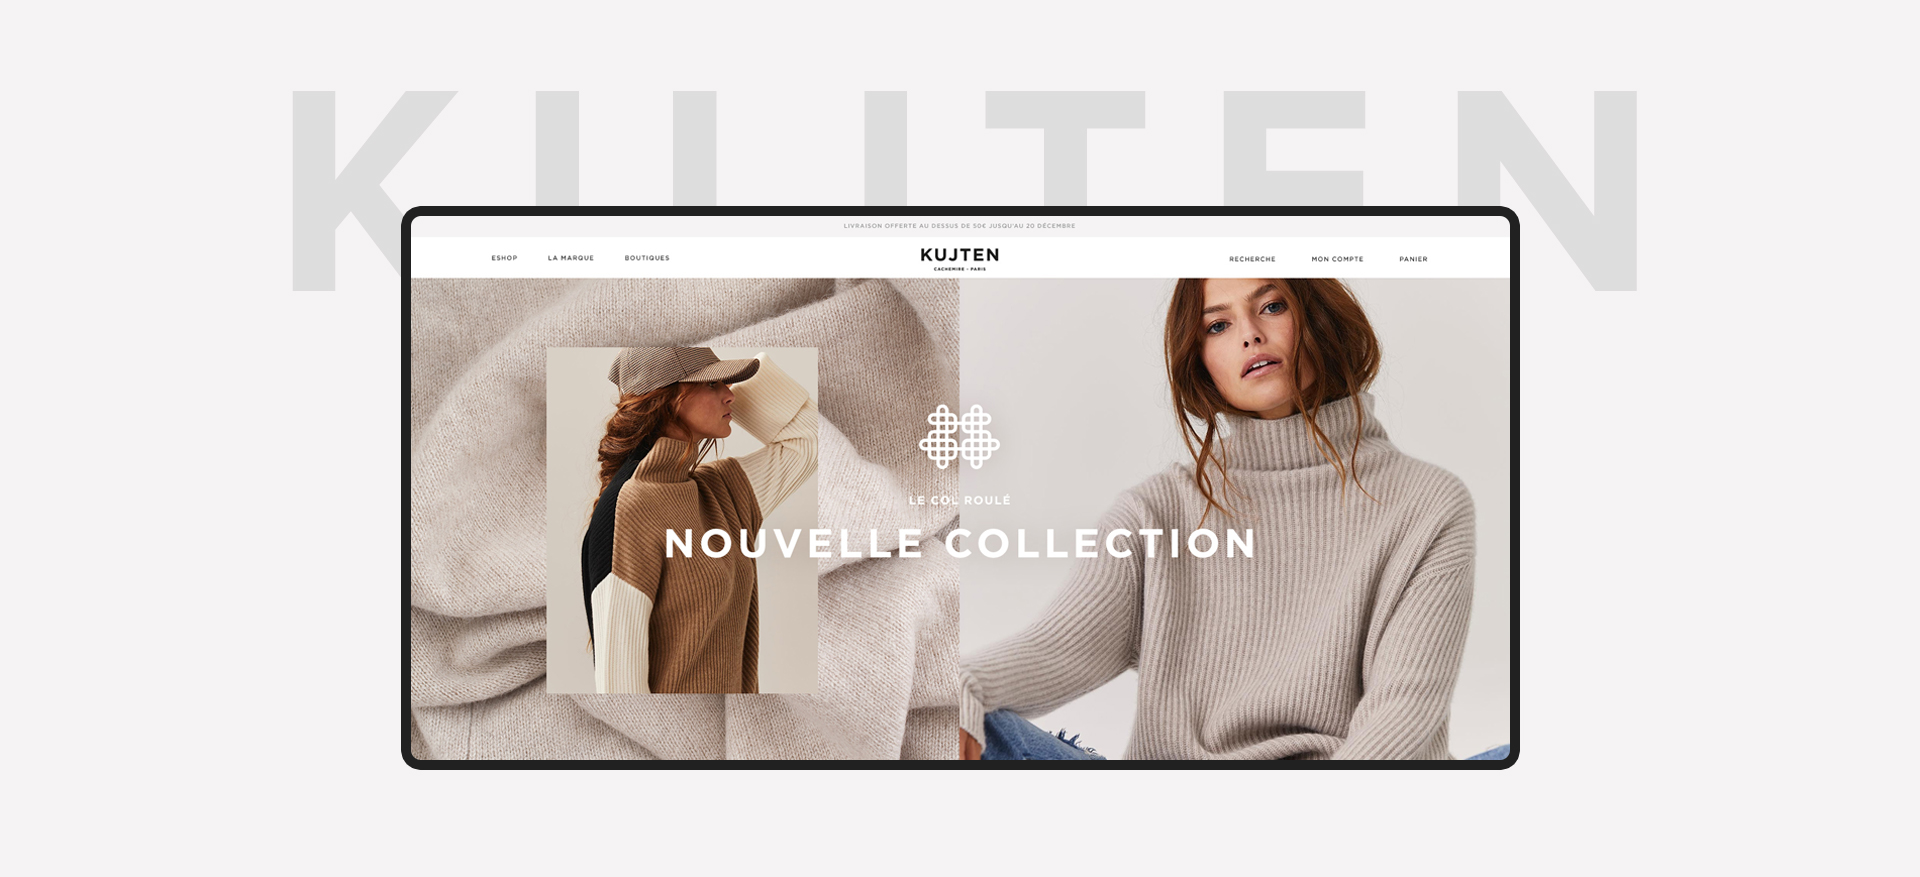 KUJTEN
LIVRAISON OFFERTE AU DESSUS DE 50€ JUSQU'AU 20 DÉCEMBRE
ESHOP LA MARQUE BOUTIQUES
KUJTEN
CACHEMIRE - PARIS
RECHERCHE MON COMPTE PANIER
LE COL ROULÉ
NOUVELLE COLLECTION